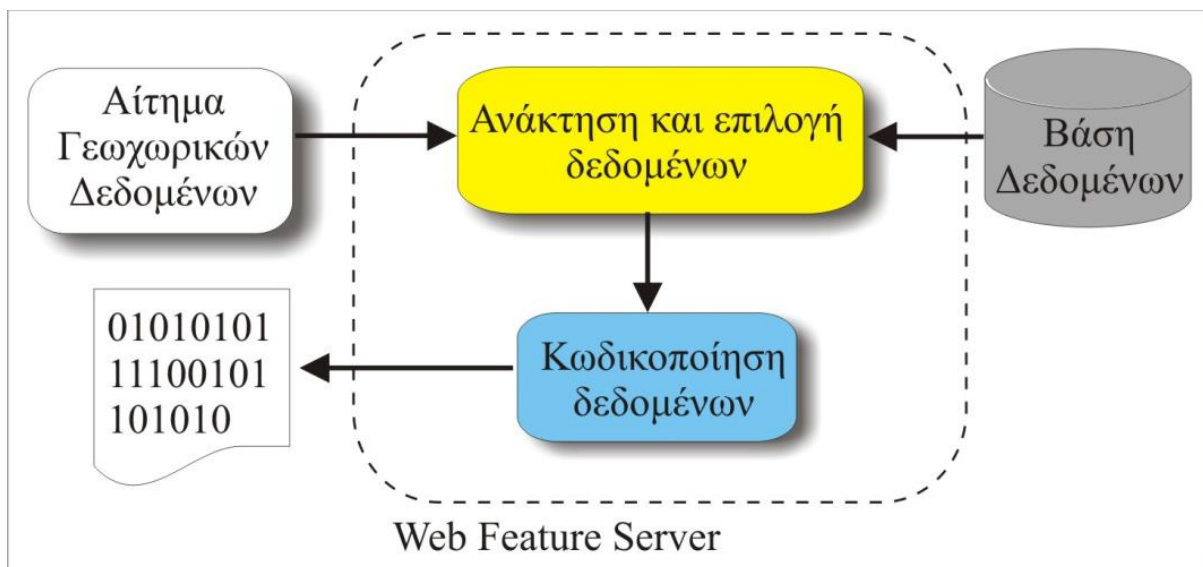 Αίτημα
Γεωχωρικών
Δεδομένων
Ανάκτηση και επιλογή
δεδομένων
Βάση
Δεδομένων
01010101
11100101
101010
Κωδικοποίηση
δεδομένων
Web Feature Server